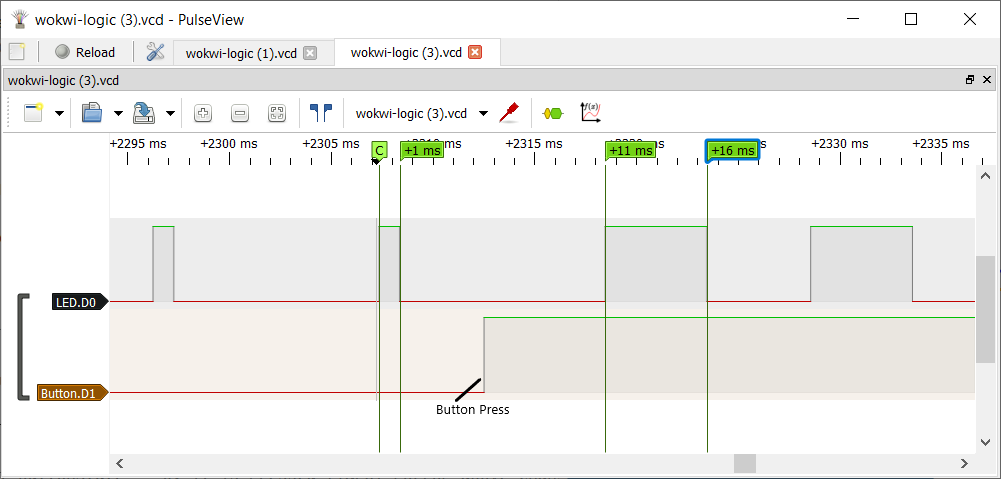 wokwi-logic (3).vcd - PulseView
Reload
wokwi-logic (1).vcd
wokwi-logic (3).vcd
wokwi-logic (3).vcd
wokwi-logic (3).vcd
f(x)
+2295 ms +2300 ms +2305 ms +2315 ms +2330 ms +2335 ms
C +1 ms +11 ms +16 ms
LED.D0
Button.D1
Button Press